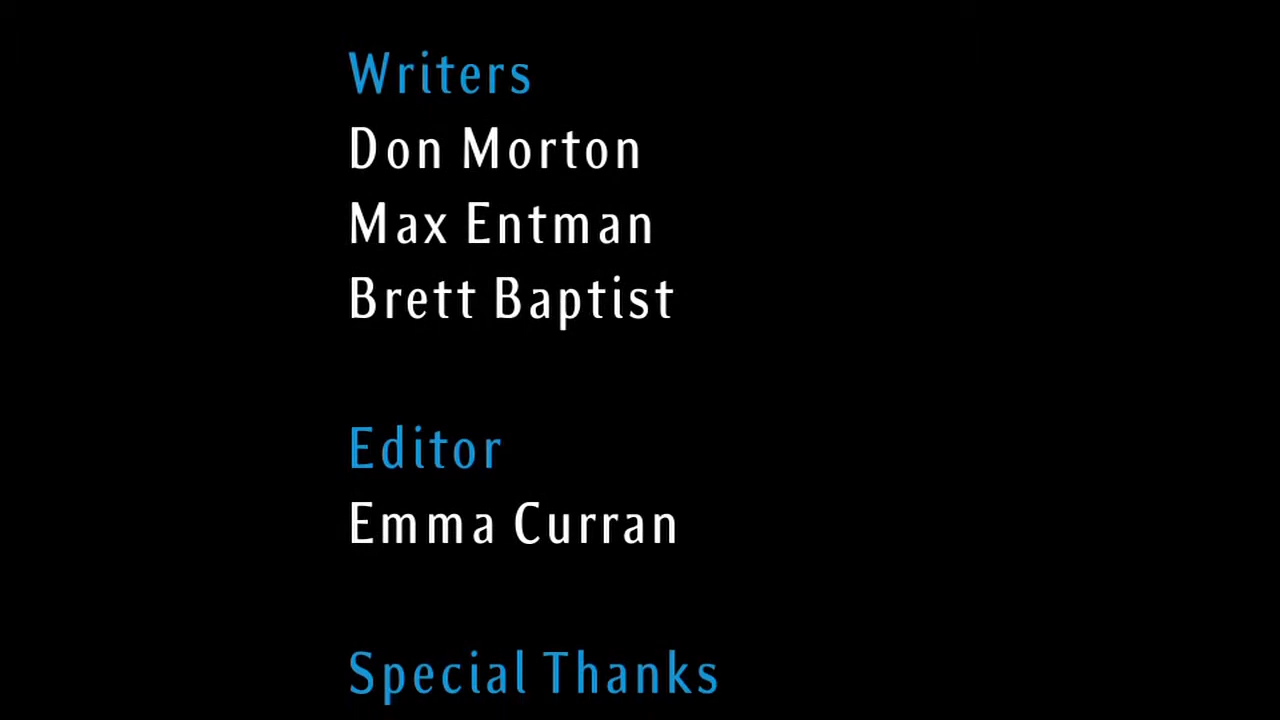 Writers
Don Morton
Max Entman
Brett Baptist
Editor
Emma Curran
Special Thanks